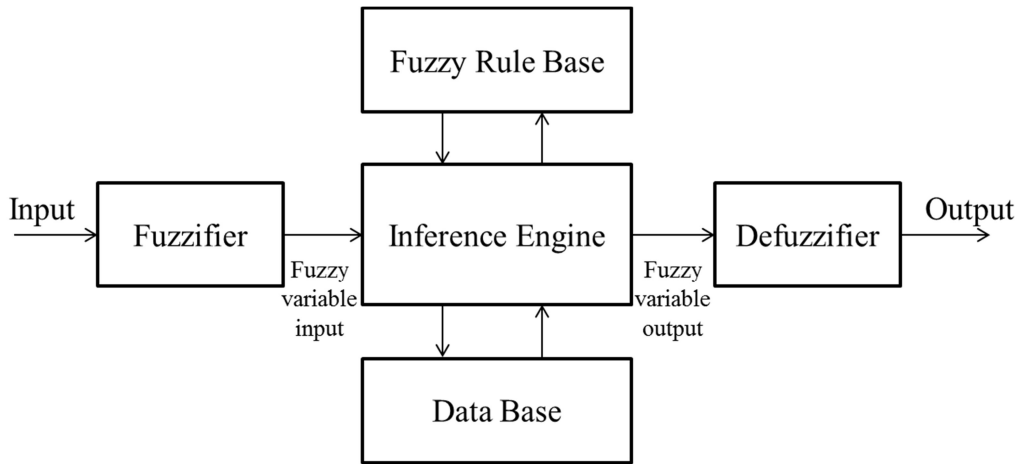 Fuzzy Rule Base
Input
Fuzzifier
Fuzzy
variable
input
Inference Engine
Fuzzy
variable
output
Defuzzifier
Output
Data Base